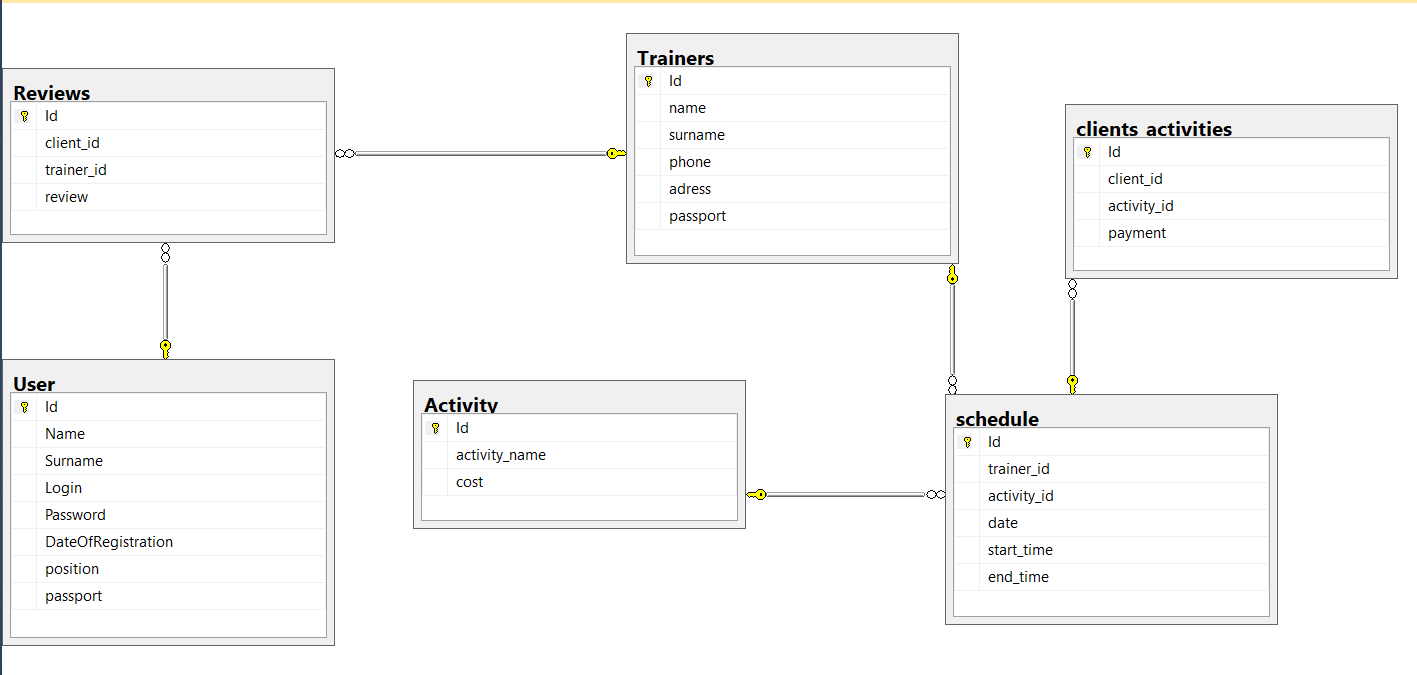 Reviews
Id
client_id
trainer_id
review
Trainers
Id
name
surname
phone
adress
passport
clients_activities
Id
client_id
activity_id
payment
User
Id
Name
Surname
Login
Password
DateOfRegistration
position
passport
Activity
Id
activity_name
cost
schedule
Id
trainer_id
activity_id
date
start_time
end_time